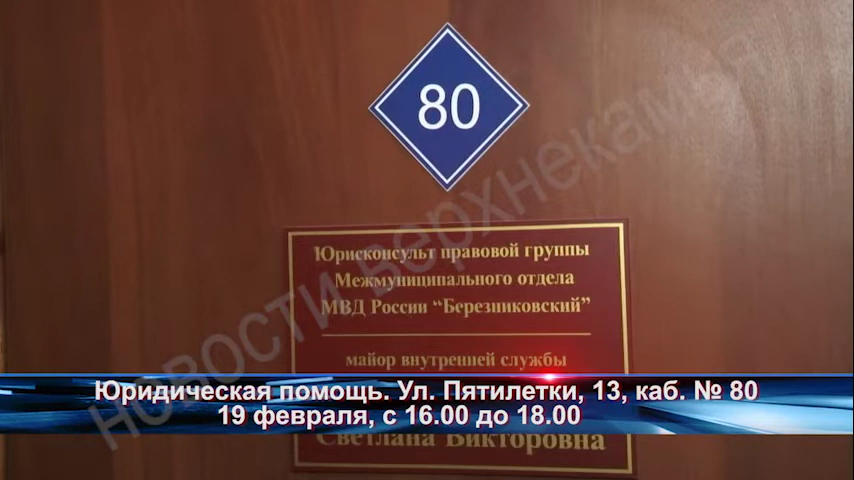 80
Юрисконсульт правовой группы
Межмуниципального отдела
МВД России “Березниковский”
майор внутренней службы
Юридическая помощь. Ул. Пятилетки, 13, каб. № 80
19 февраля, с 16.00 до 18.00
Светлана Викторовна
новости верхнекамья